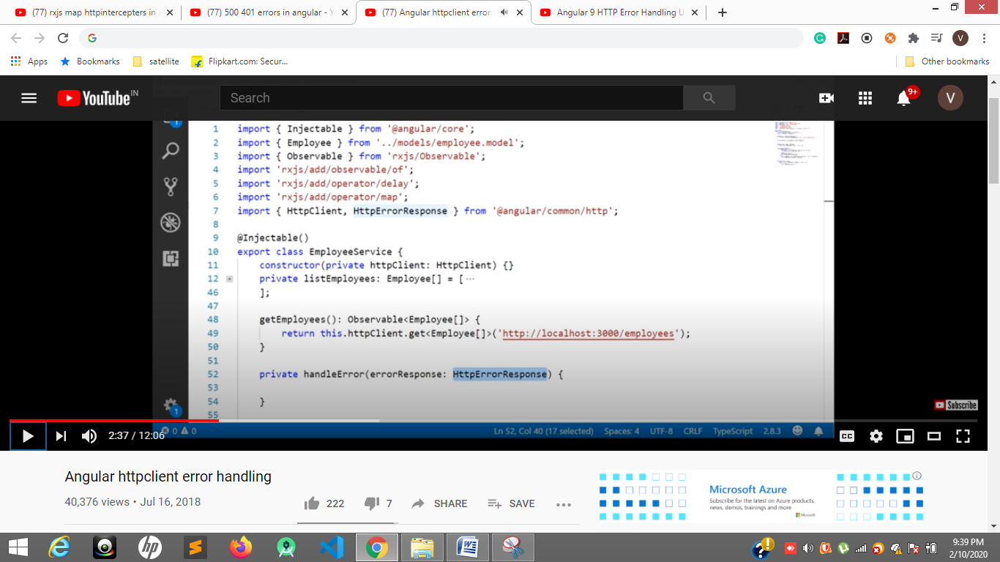 (77) rxjs map httpintercepters in
(77) 500 401 errors in angular - Y
(77) Angular httpclient error
Angular 9 HTTP Error Handling U
V
Apps
Bookmarks
satellite
Flipkart.com: Secur...
Other bookmarks
YouTube IN
Search
9+
V
1
1 import { Injectable } from '@angular/core';
2 import { Employee } from '../models/employee.model';
3 import { Observable } from 'rxjs/Observable';
4 import 'rxjs/add/observable/of';
5 import 'rxjs/add/operator/delay';
6 import 'rxjs/add/operator/map';
7 import { HttpClient, HttpErrorResponse } from '@angular/common/http';
8
9 @Injectable()
10 export class EmployeeService {
11 constructor(private httpClient: HttpClient) {}
12 private listEmployees: Employee[] = [...
46 ];
47
48 getEmployees(): Observable<Employee[]> {
49 return this.httpClient.get<Employee[]>('http://localhost:3000/employees');
50 }
51
52 private handleError(errorResponse: HttpErrorResponse) {
53
54 }
55
1
Subscribe
0 0
Ln 52, Col 40 (17 selected) Spaces: 4 UTF-8 CRLF TypeScript 2.8.3
2:37 / 12:06
CC
Angular httpclient error handling
40,376 views • Jul 16, 2018
222
7
SHARE
SAVE
Microsoft Azure
Subscribe for the latest on Azure products,
news, demos, trainings and more
Microsoft
hp
W
9:39 PM
2/10/2020